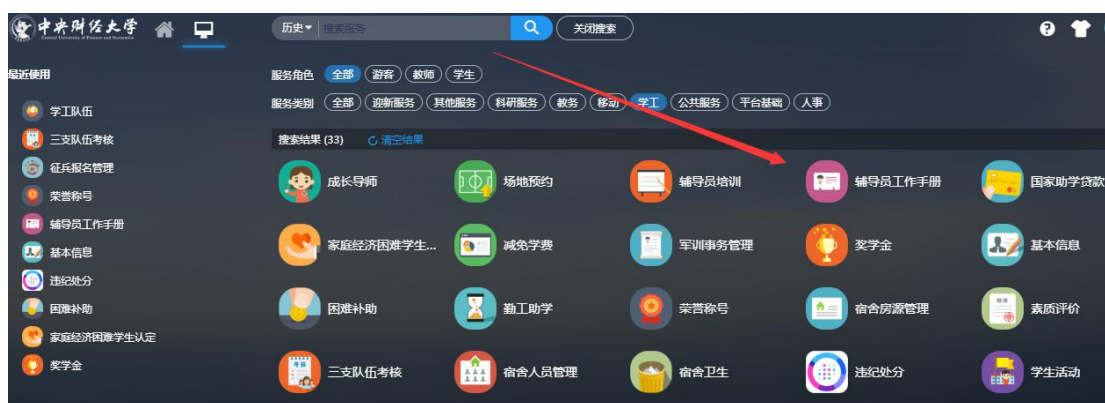 中央财经大学
Central University of Finance and Economics
历史 搜索服务 关闭搜索
最近使用
学工队伍
三支队伍考核
征兵报名管理
荣誉称号
辅导员工作手册
基本信息
违纪处分
困难补助
家庭经济困难学生认定
奖学金
服务角色 全部 游客 教师 学生
服务类别 全部 迎新服务 其他服务 科研服务 教务 移动 学工 公共服务 平台基础 人事
搜索结果 (33) 清空结果
成长导师 场地预约 辅导员培训 辅导员工作手册 国家助学贷款
家庭经济困难学生... 减免学费 军训事务管理 奖学金 基本信息
困难补助 勤工助学 荣誉称号 宿舍房源管理 素质评价
三支队伍考核 宿舍人员管理 宿舍卫生 违纪处分 学生活动